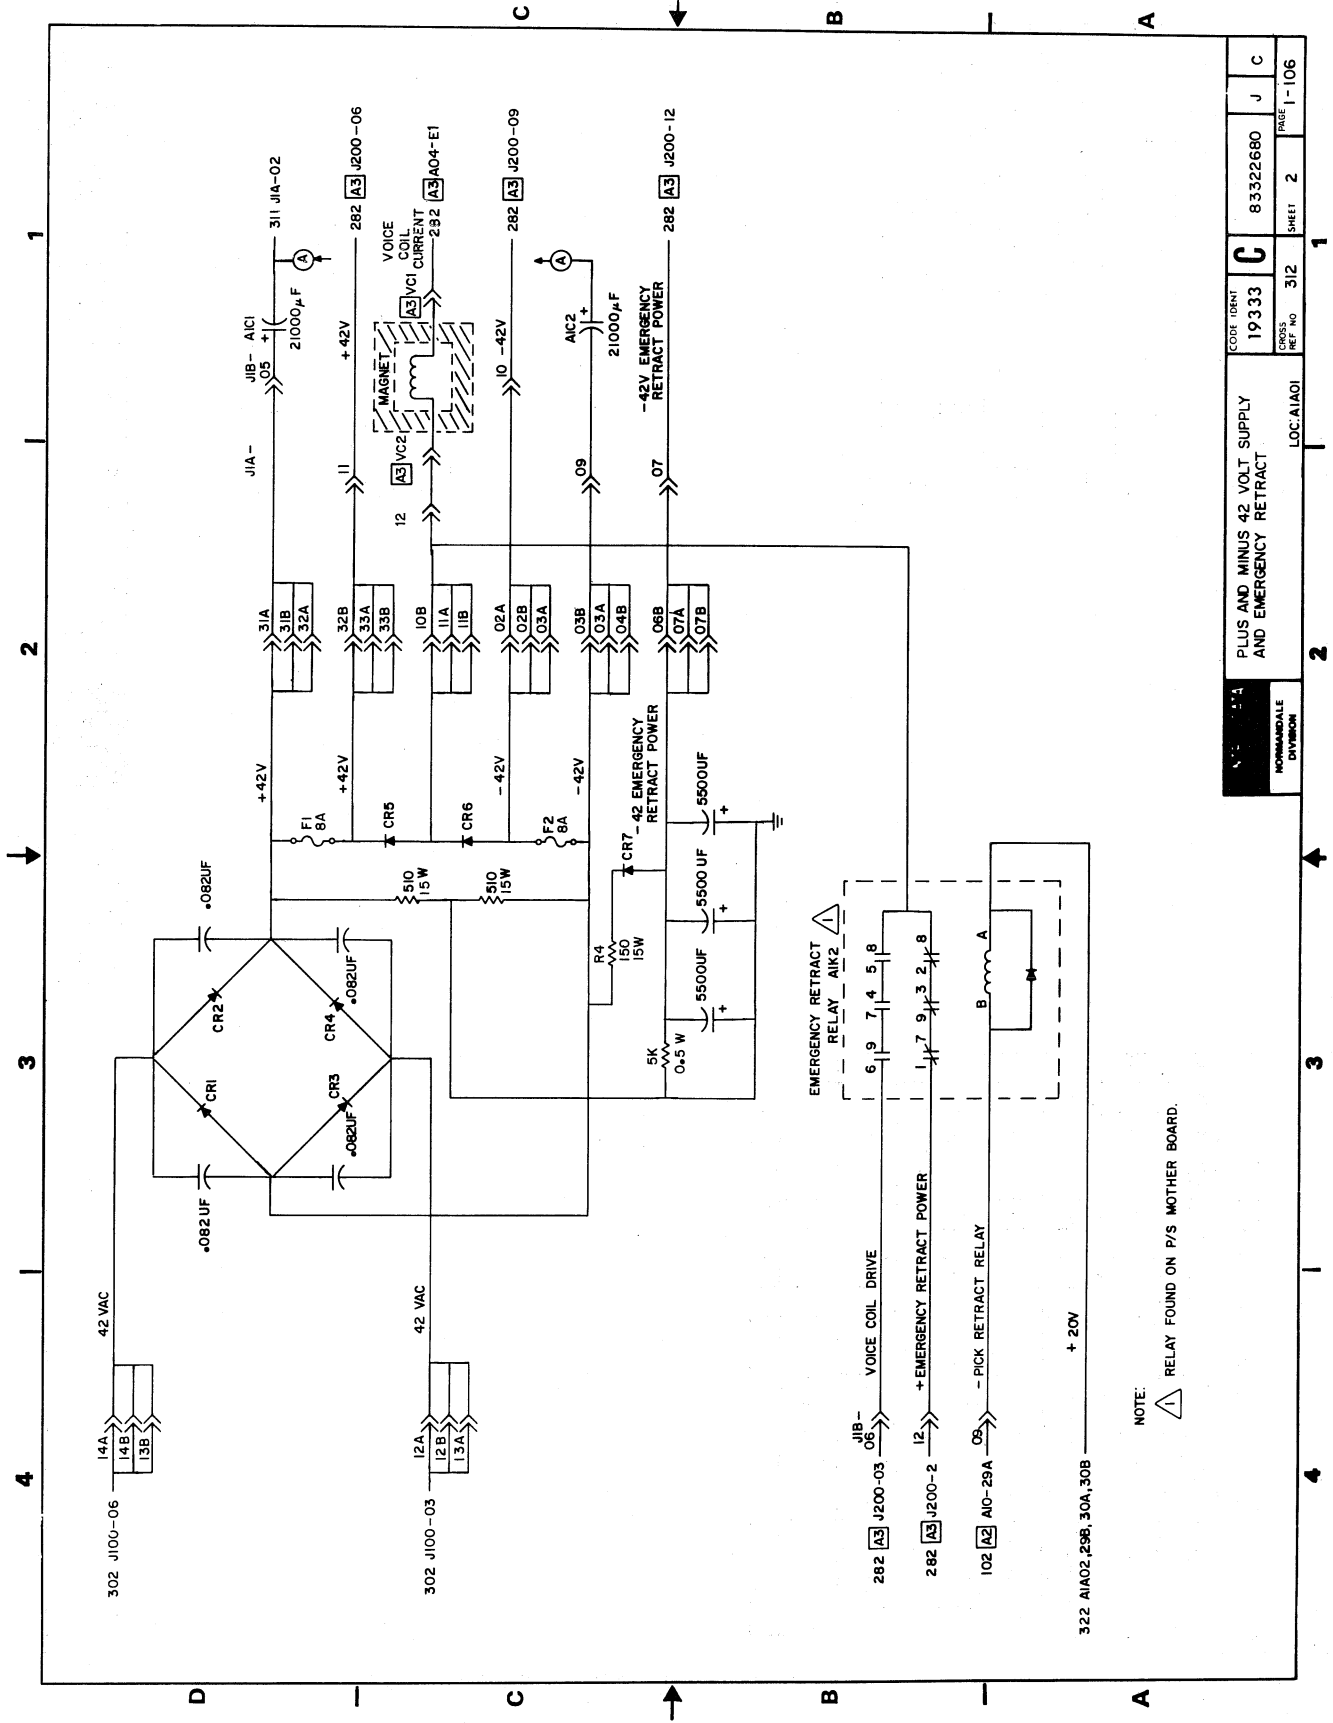 4
3
2
1
D
C
B
A
302 J100-06
14A
14B
13B
42 VAC
302 J100-03
12A
12B
13A
42 VAC
.082UF
CR1
CR2
.082UF
.082UF
CR3
CR4
.082UF
510
15W
510
15W
F1
8A
CR5
CR6
F2
8A
R4
150
15W
CR7
5K
0.5 W
5500UF
5500 UF
5500UF
-42 EMERGENCY
RETRACT POWER
+42V
+42V
-42V
-42V
31A
31B
32A
32B
33A
33B
10B
11A
11B
02A
02B
03A
03B
03A
04B
06B
07A
07B
J1A-
J1B-
05
A1C1
+
21000µF
A
311 J1A-02
11
+42V
282 A3 J200-06
12
A3 VC2
MAGNET
A3 VC1
VOICE
COIL
CURRENT
282 A3 A04-E1
10 -42V
282 A3 J200-09
09
A1C2
+
21000µF
A
07
-42V EMERGENCY
RETRACT POWER
282 A3 J200-12
EMERGENCY RETRACT
RELAY A1K2
1
282 A3 J200-03
J1B-
06
VOICE COIL DRIVE
6 9 7 4 5 8
282 A3 J200-2
12
+EMERGENCY RETRACT POWER
1 7 9 3 2 8
102 A2 A10-29A
09
-PICK RETRACT RELAY
B A
322 A1A02,29B,30A,30B
+ 20V
NOTE:
1 RELAY FOUND ON P/S MOTHER BOARD.
NORMANDALE
DIVISION
PLUS AND MINUS 42 VOLT SUPPLY
AND EMERGENCY RETRACT
LOC:A1A01
CODE IDENT
19333
C
83322680
J
C
CROSS
REF NO
312
SHEET 2
PAGE 1-106
4
3
2
1
C
B
A